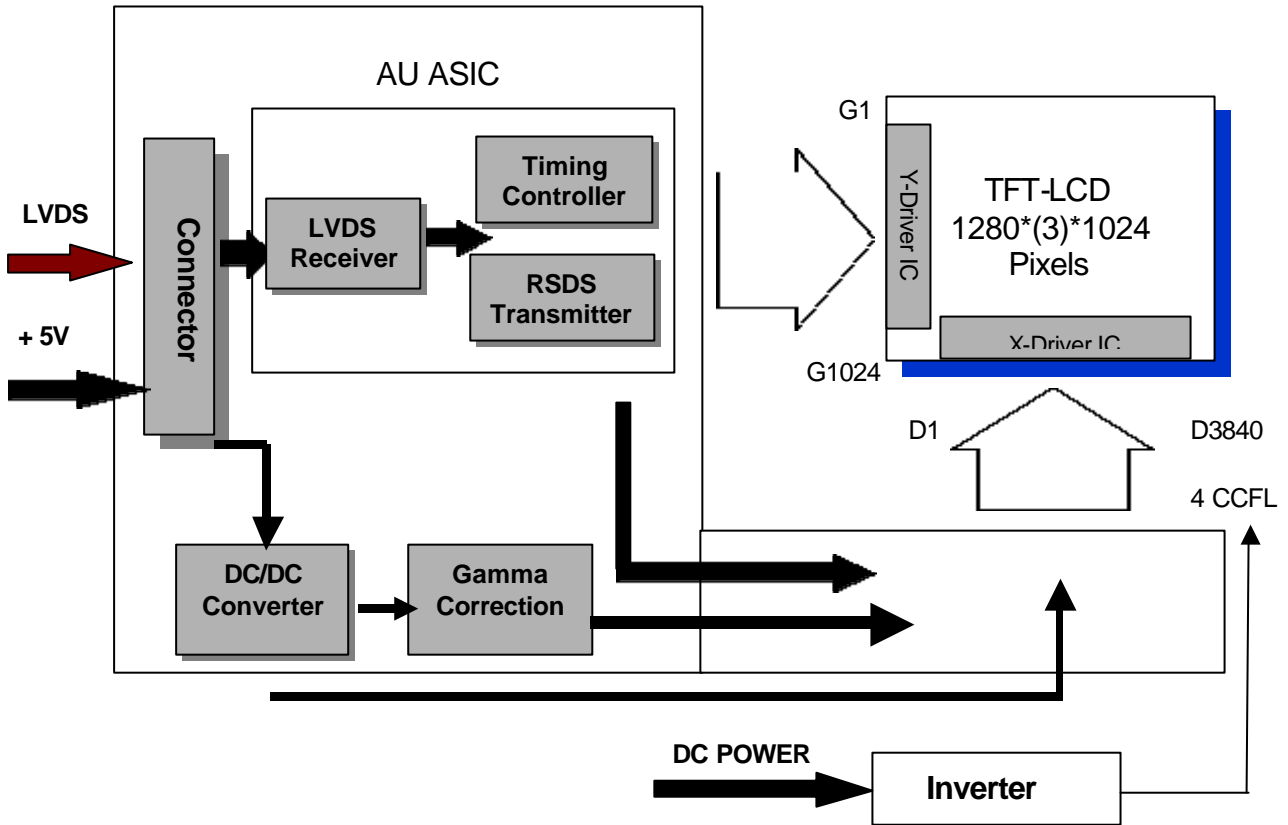 AU ASIC
LVDS
+ 5V
Connector
LVDS
Receiver
Timing
Controller
RSDS
Transmitter
DC/DC
Converter
Gamma
Correction
G1
Y-Driver IC
TFT-LCD
1280*(3)*1024
Pixels
X-Driver IC
G1024
D1
D3840
4 CCFL
DC POWER
Inverter